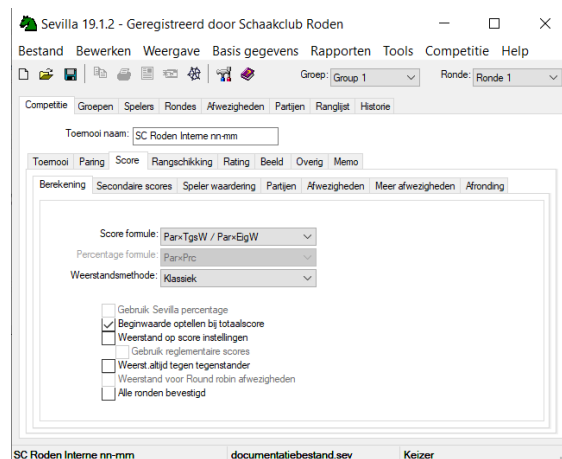 Sevilla 19.1.2 - Geregistreerd door Schaakclub Roden
Bestand Bewerken Weergave Basis gegevens Rapporten Tools Competitie Help
Groep: Group 1 Ronde: Ronde 1
Competitie Groepen Spelers Rondes Afwezigheden Partijen Ranglijst Historie
Toernooi naam: SC Roden Interne nn-mm
Toernooi Paring Score Rangschikking Rating Beeld Overig Memo
Berekening Secondaire scores Speler waardering Partijen Afwezigheden Meer afwezigheden Afronding
Score formule: Par×TgsW / Par×EigW
Percentage formule: Par×Prc
Weerstandsmethode: Klassiek
Gebruik Sevilla percentage
Beginwaarde optellen bij totaalscore
Weerstand op score instellingen
Gebruik reglementaire scores
Weerst.altijd tegen tegenstander
Weerstand voor Round robin afwezigheden
Alle ronden bevestigd
SC Roden Interne nn-mm documentatiebestand.sev Keizer